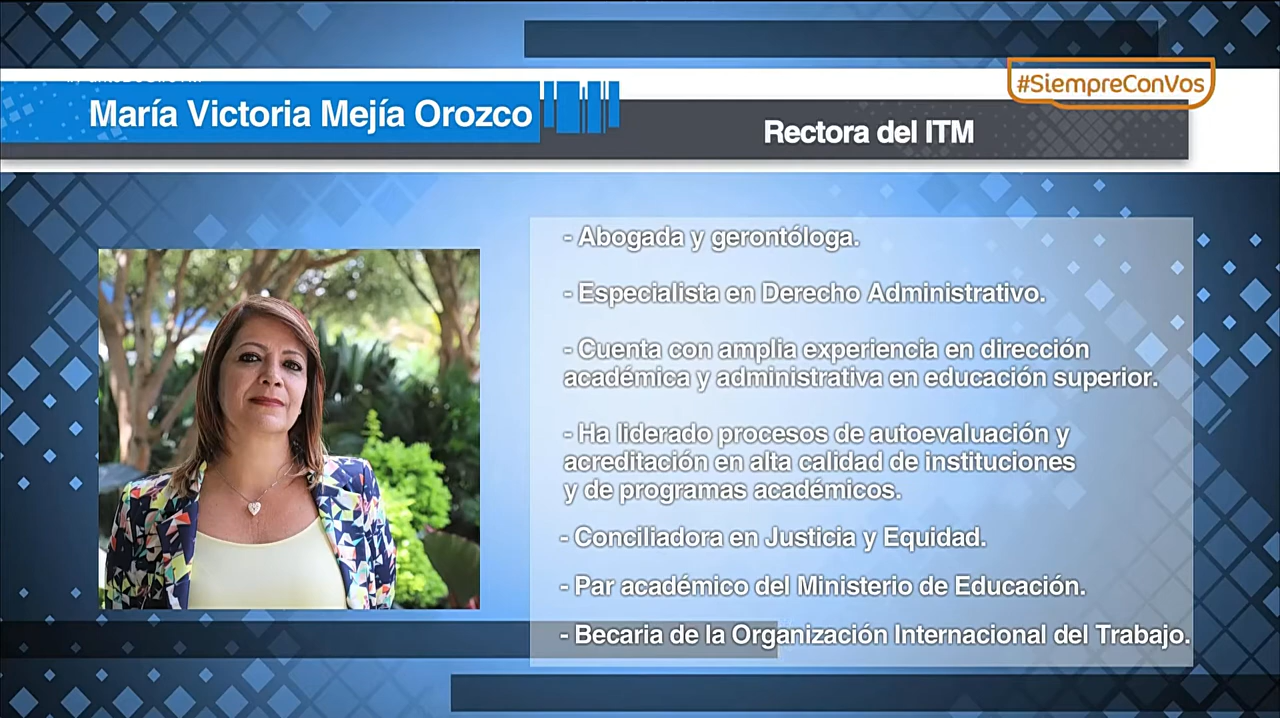 #SiempreConVos
María Victoria Mejía Orozco
Rectora del ITM
- Abogada y gerontóloga.
- Especialista en Derecho Administrativo.
- Cuenta con amplia experiencia en dirección
académica y administrativa en educación superior.
- Ha liderado procesos de autoevaluación y
acreditación en alta calidad de instituciones
y de programas académicos.
- Conciliadora en Justicia y Equidad.
- Par académico del Ministerio de Educación.
- Becaria de la Organización Internacional del Trabajo.